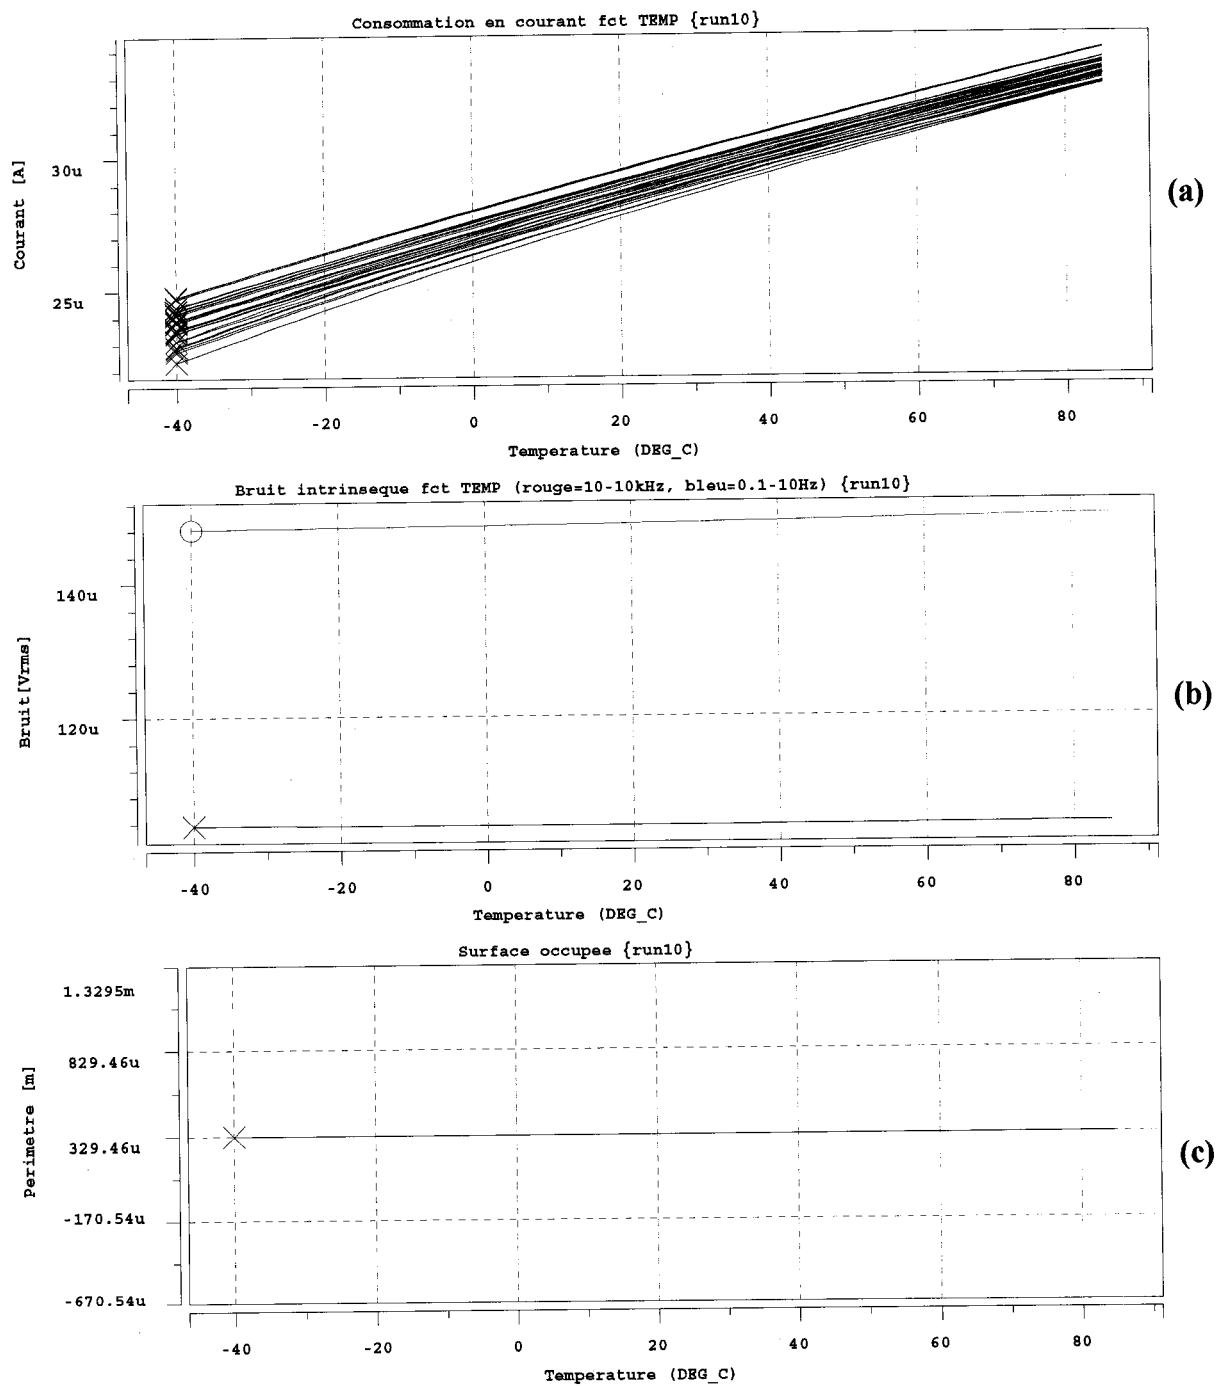 Consommation en courant fct TEMP {run10}
Courant [A]
30u
25u
-40 -20 0 20 40 60 80
Temperature (DEG_C)
(a)
Bruit intrinseque fct TEMP (rouge=10-10kHz, bleu=0.1-10Hz) {run10}
Bruit[Vrms]
140u
120u
-40 -20 0 20 40 60 80
Temperature (DEG_C)
(b)
Surface occupee {run10}
Perimetre [m]
1.3295m
829.46u
329.46u
-170.54u
-670.54u
-40 -20 0 20 40 60 80
Temperature (DEG_C)
(c)